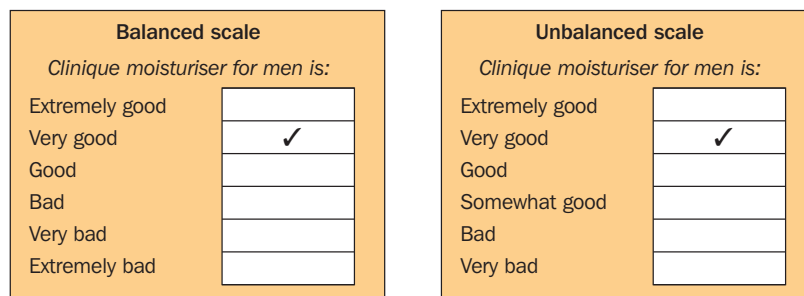 Balanced scale
Clinique moisturiser for men is:
Extremely good
Very good ✓
Good
Bad
Very bad
Extremely bad
Unbalanced scale
Clinique moisturiser for men is:
Extremely good
Very good ✓
Good
Somewhat good
Bad
Very bad